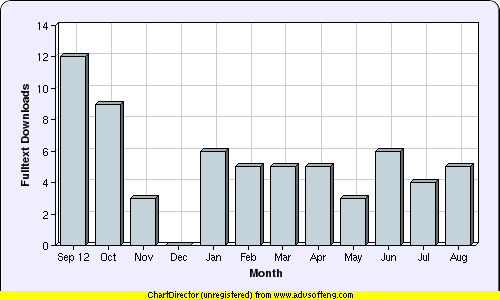 14
12
10
8
6
4
2
0
Fulltext Downloads
Sep 12 Oct Nov Dec Jan Feb Mar Apr May Jun Jul Aug
Month
ChartDirector (unregistered) from www.advsofteng.com